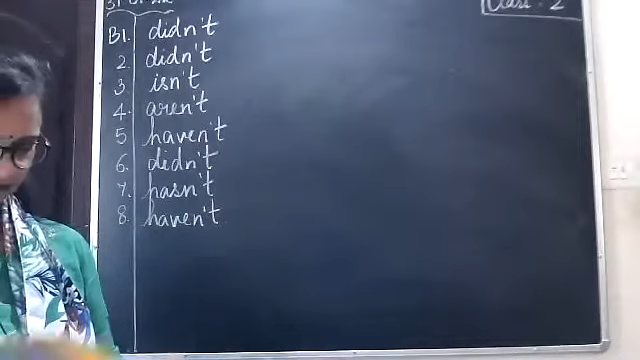 Class - 2
B1. didn't
2. didn't
3. isn't
4. aren't
5 haven't
6. didn't
7. hasn't
8. haven't